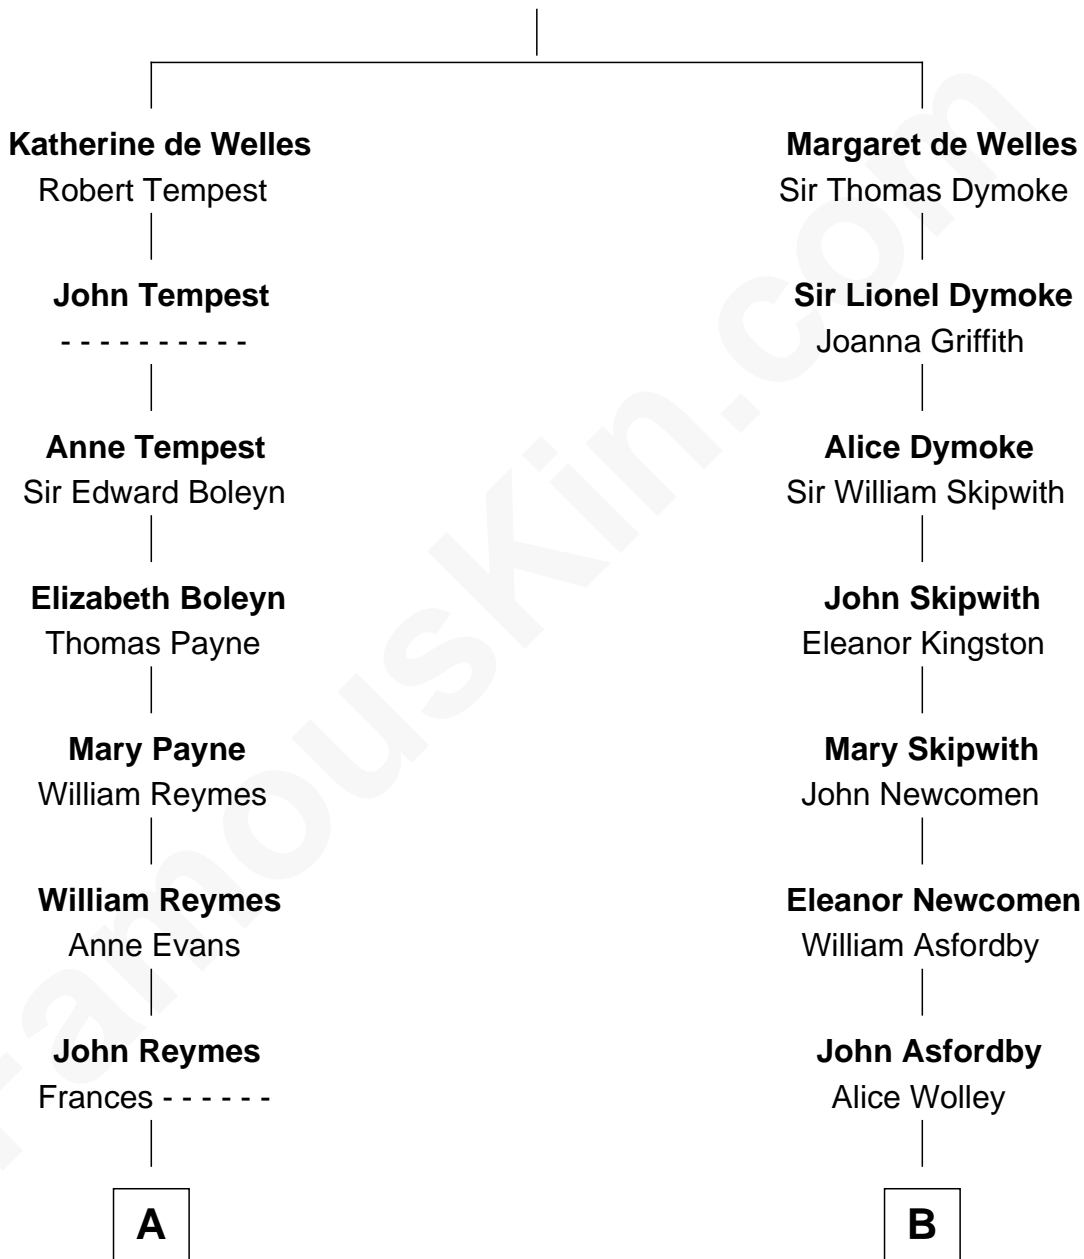 Katherine de Welles
Robert Tempest
John Tempest
- - - - - - - - - -
Anne Tempest
Sir Edward Boleyn
Elizabeth Boleyn
Thomas Payne
Mary Payne
William Reymes
William Reymes
Anne Evans
John Reymes
Frances - - - - - -
A
Margaret de Welles
Sir Thomas Dymoke
Sir Lionel Dymoke
Joanna Griffith
Alice Dymoke
Sir William Skipwith
John Skipwith
Eleanor Kingston
Mary Skipwith
John Newcomen
Eleanor Newcomen
William Asfordby
John Asfordby
Alice Wolley
B
FamousKin.com